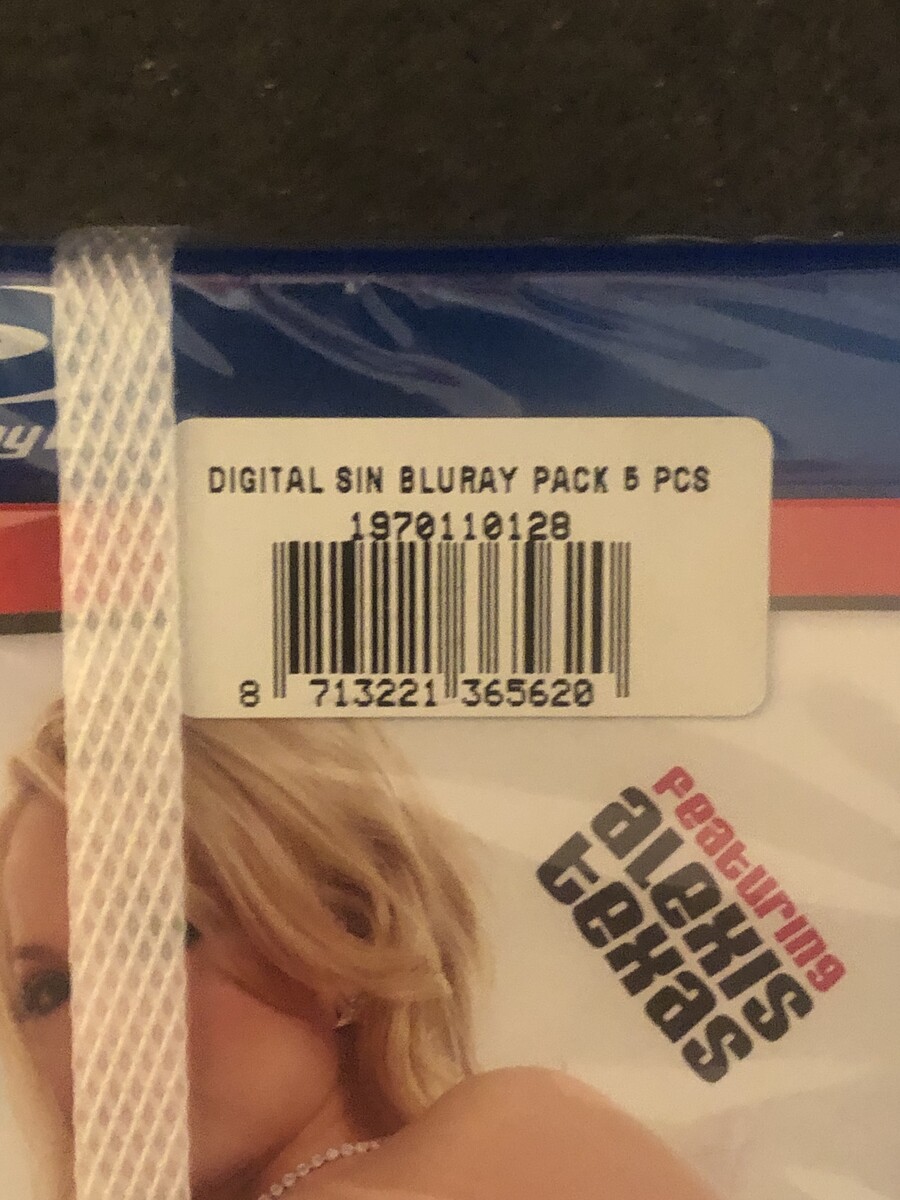 DIGITAL SIN BLURAY PACK 5 PCS
1970110128
8 713221 365620
featuring
alexis
texas